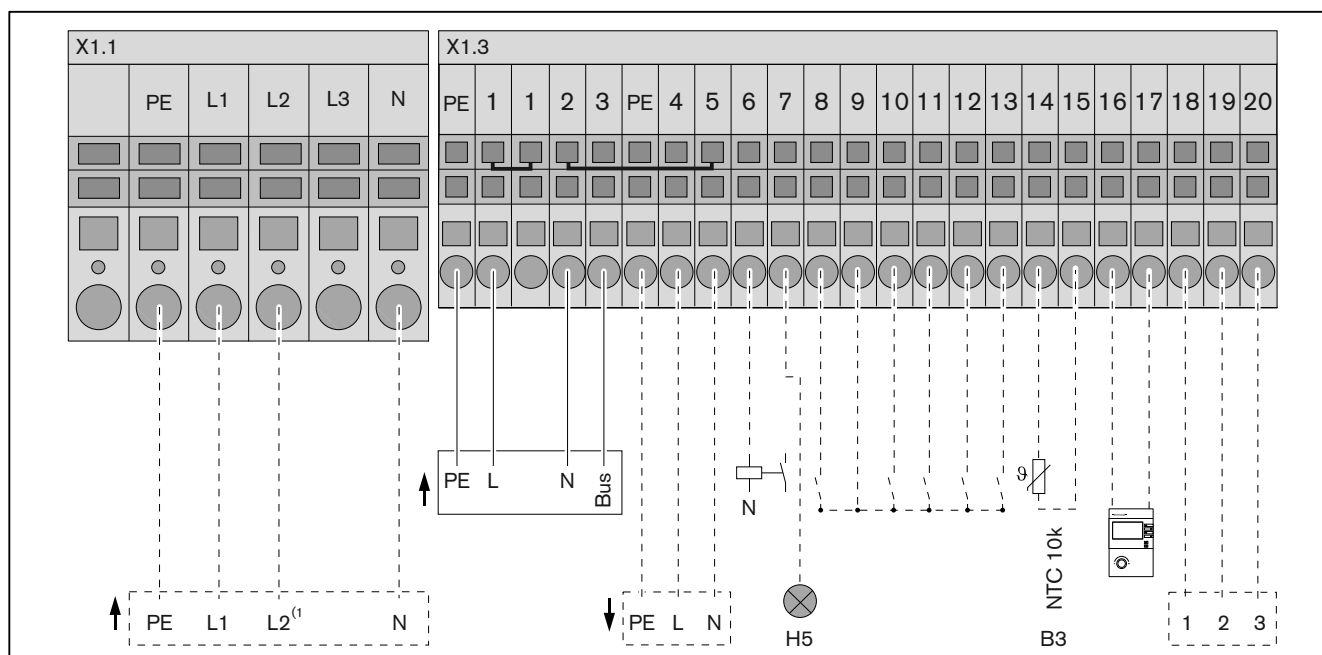 X1.1 X1.3
PE L1 L2 L3 N PE 1 1 2 3 PE 4 5 6 7 8 9 10 11 12 13 14 15 16 17 18 19 20
PE L N Bus
N
ϑ
NTC 10k
PE L1 L2(1 N PE L N 1 2 3
H5 B3